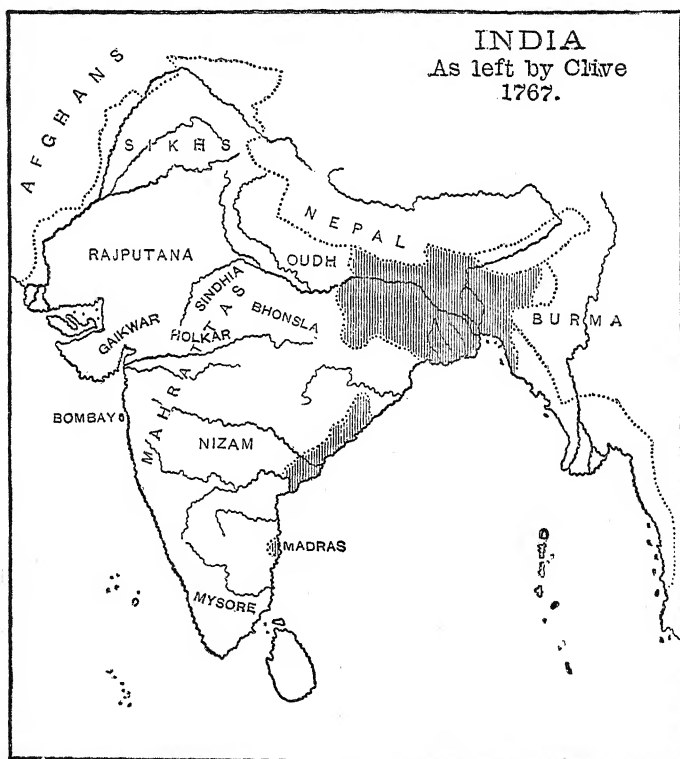 INDIA
As left by Clive
1767.
AFGHANS
SIKHS
NEPAL
RAJPUTANA
OUDH
SINDHIA
BHONSLA
BURMA
GAIKWAR
HOLKAR
MAHRATTAS
BOMBAY
NIZAM
MADRAS
MYSORE